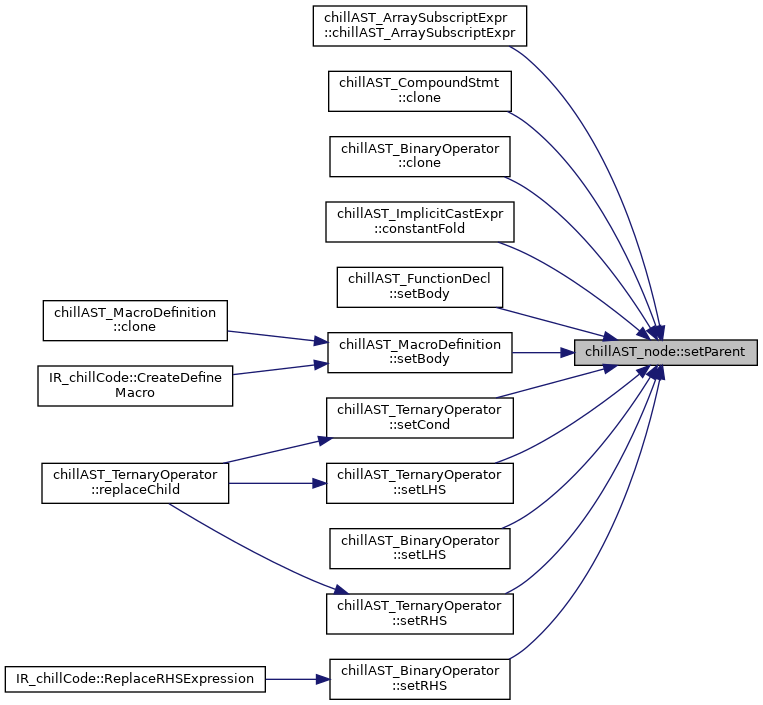 chillAST_ArraySubscriptExpr
::chillAST_ArraySubscriptExpr
chillAST_CompoundStmt
::clone
chillAST_BinaryOperator
::clone
chillAST_ImplicitCastExpr
::constantFold
chillAST_FunctionDecl
::setBody
chillAST_MacroDefinition
::clone
chillAST_MacroDefinition
::setBody
chillAST_node::setParent
IR_chillCode::CreateDefine
Macro
chillAST_TernaryOperator
::setCond
chillAST_TernaryOperator
::replaceChild
chillAST_TernaryOperator
::setLHS
chillAST_BinaryOperator
::setLHS
chillAST_TernaryOperator
::setRHS
IR_chillCode::ReplaceRHSExpression
chillAST_BinaryOperator
::setRHS